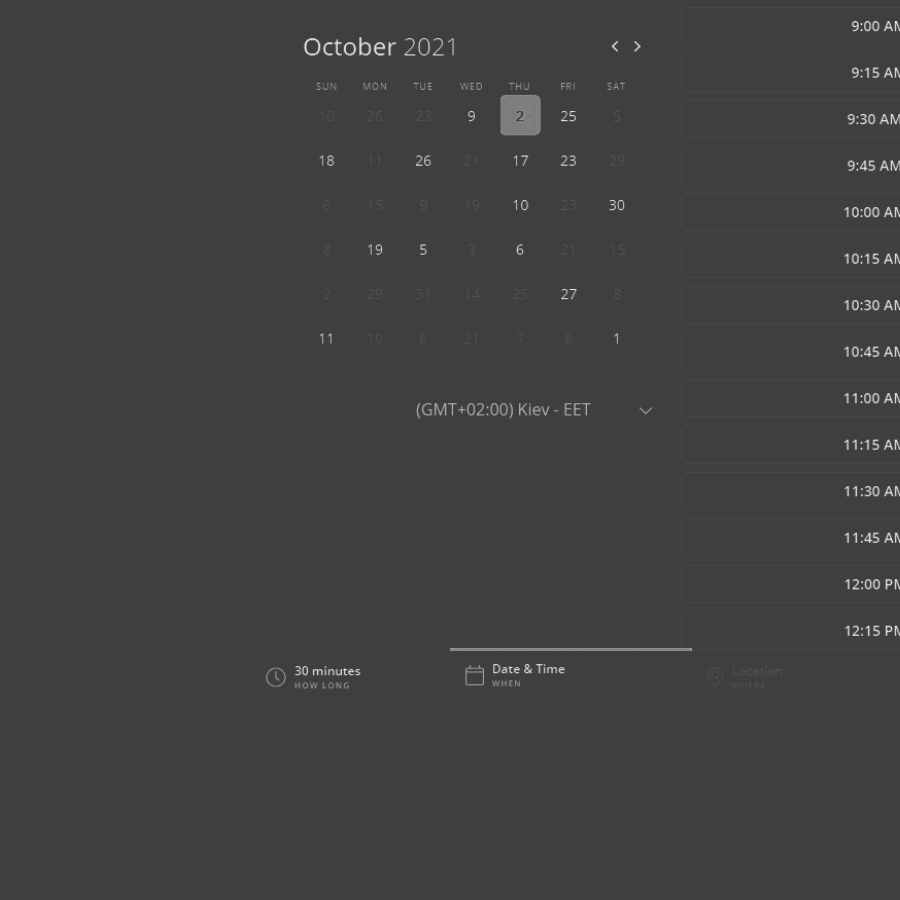 October 2021
SUN MON TUE WED THU FRI SAT
10 26 23 9 2 25 5
18 11 26 21 17 23 29
6 15 9 19 10 23 30
8 19 5 3 6 21 15
2 29 31 14 25 27 8
11 10 6 21 7 6 1
(GMT+02:00) Kiev - EET
9:00 AM
9:15 AM
9:30 AM
9:45 AM
10:00 AM
10:15 AM
10:30 AM
10:45 AM
11:00 AM
11:15 AM
11:30 AM
11:45 AM
12:00 PM
12:15 PM
30 minutes
HOW LONG
Date & Time
WHEN
Location
WHERE